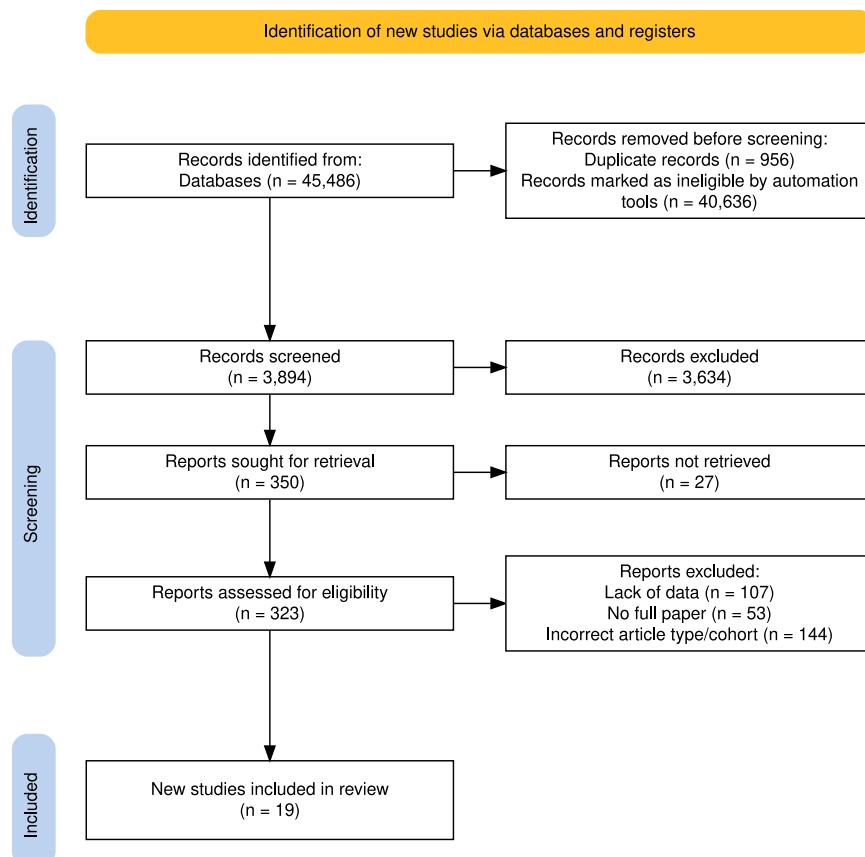 Identification of new studies via databases and registers
Identification
Records identified from:
Databases (n = 45,486)
Records removed before screening:
Duplicate records (n = 956)
Records marked as ineligible by automation
tools (n = 40,636)
Screening
Records screened
(n = 3,894)
Records excluded
(n = 3,634)
Reports sought for retrieval
(n = 350)
Reports not retrieved
(n = 27)
Reports assessed for eligibility
(n = 323)
Reports excluded:
Lack of data (n = 107)
No full paper (n = 53)
Incorrect article type/cohort (n = 144)
Included
New studies included in review
(n = 19)